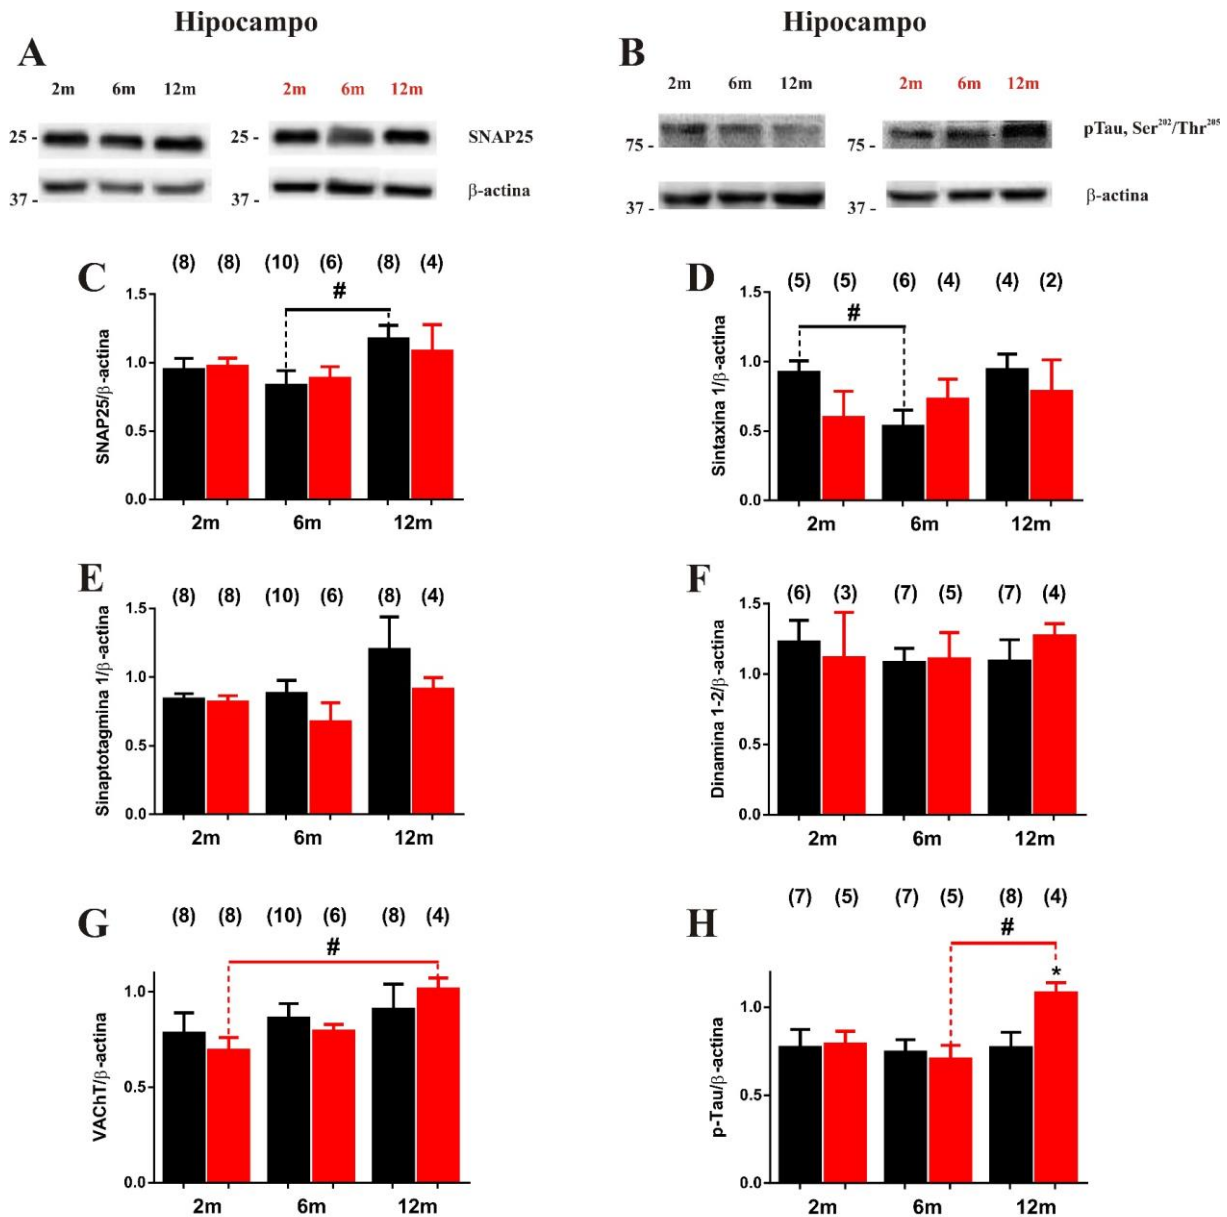 Hipocampo
A
2m 6m 12m 2m 6m 12m
25 - 25 - SNAP25
37 - 37 - β-actina
Hipocampo
B
2m 6m 12m 2m 6m 12m
75 - 75 - pTau, Ser202/Thr205
37 - 37 - β-actina
C
(8) (8) (10) (6) (8) (4)
#
SNAP25/β-actina
1.5
1.0
0.5
0.0
2m 6m 12m
D
(5) (5) (6) (4) (4) (2)
#
Sintaxina 1/β-actina
1.5
1.0
0.5
0.0
2m 6m 12m
E
(8) (8) (10) (6) (8) (4)
Sinaptotagmina 1/β-actina
1.5
1.0
0.5
0.0
2m 6m 12m
F
(6) (3) (7) (5) (7) (4)
Dinamina 1-2/β-actina
1.5
1.0
0.5
0.0
2m 6m 12m
G
(8) (8) (10) (6) (8) (4)
#
VAChT/β-actina
1.0
0.5
0.0
2m 6m 12m
H
(7) (5) (7) (5) (8) (4)
#
*
p-Tau/β-actina
1.0
0.5
0.0
2m 6m 12m